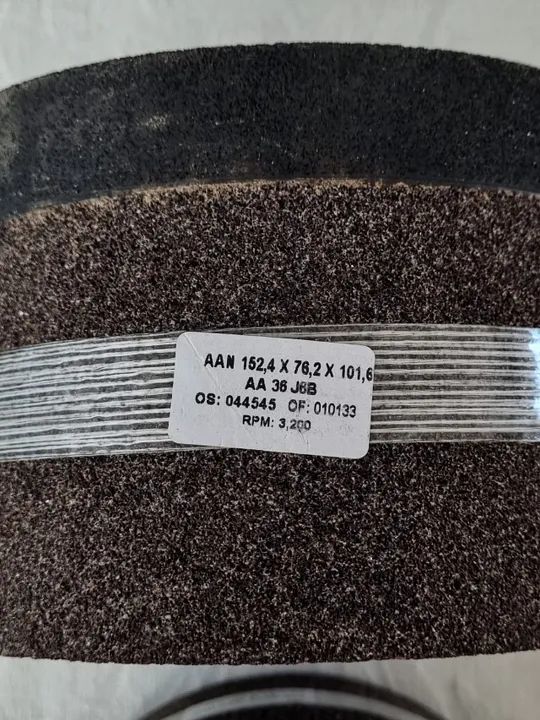 AAN 152,4 X 76,2 X 101,6
AA 36 J6B
OS: 044545 OF: 010133
RPM: 3,200